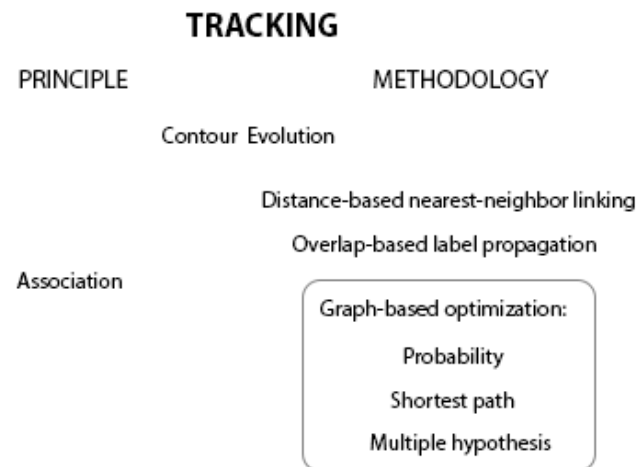 TRACKING
PRINCIPLE METHODOLOGY
Contour Evolution
Distance-based nearest-neighbor linking
Overlap-based label propagation
Association
Graph-based optimization:
Probability
Shortest path
Multiple hypothesis